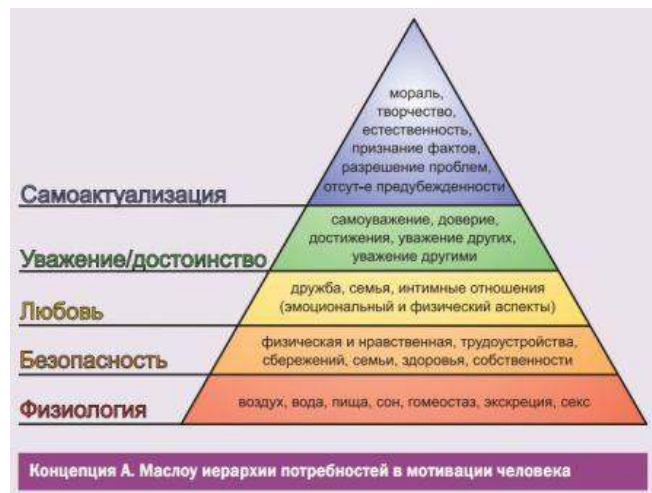 мораль,
творчество,
естественность,
признание фактов,
разрешение проблем,
отсут-е предубежденности
Самоактуализация
самоуважение, доверие,
достижения, уважение других,
уважение другими
Уважение/достоинство
дружба, семья, интимные отношения
(эмоциональный и физический аспекты)
Любовь
физическая и нравственная, трудоустройства,
сбережений, семьи, здоровья, собственности
Безопасность
воздух, вода, пища, сон, гомеостаз, экскреция, секс
Физиология
Концепция А. Маслоу иерархии потребностей в мотивации человека